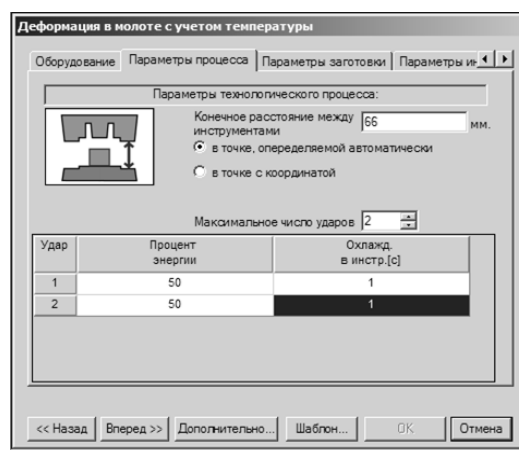 Деформация в молоте с учетом температуры
Оборудование Параметры процесса Параметры заготовки Параметры ин
Параметры технологического процесса:
Конечное расстояние между
инструментами
66 мм.
в точке, опеределяемой автоматически
в точке с координатой
Максимальное число ударов 2
Удар Процент Охлажд.
энергии в инстр.[с]
1 50 1
2 50 1
<< Назад Вперед >> Дополнительно... Шаблон... OK Отмена